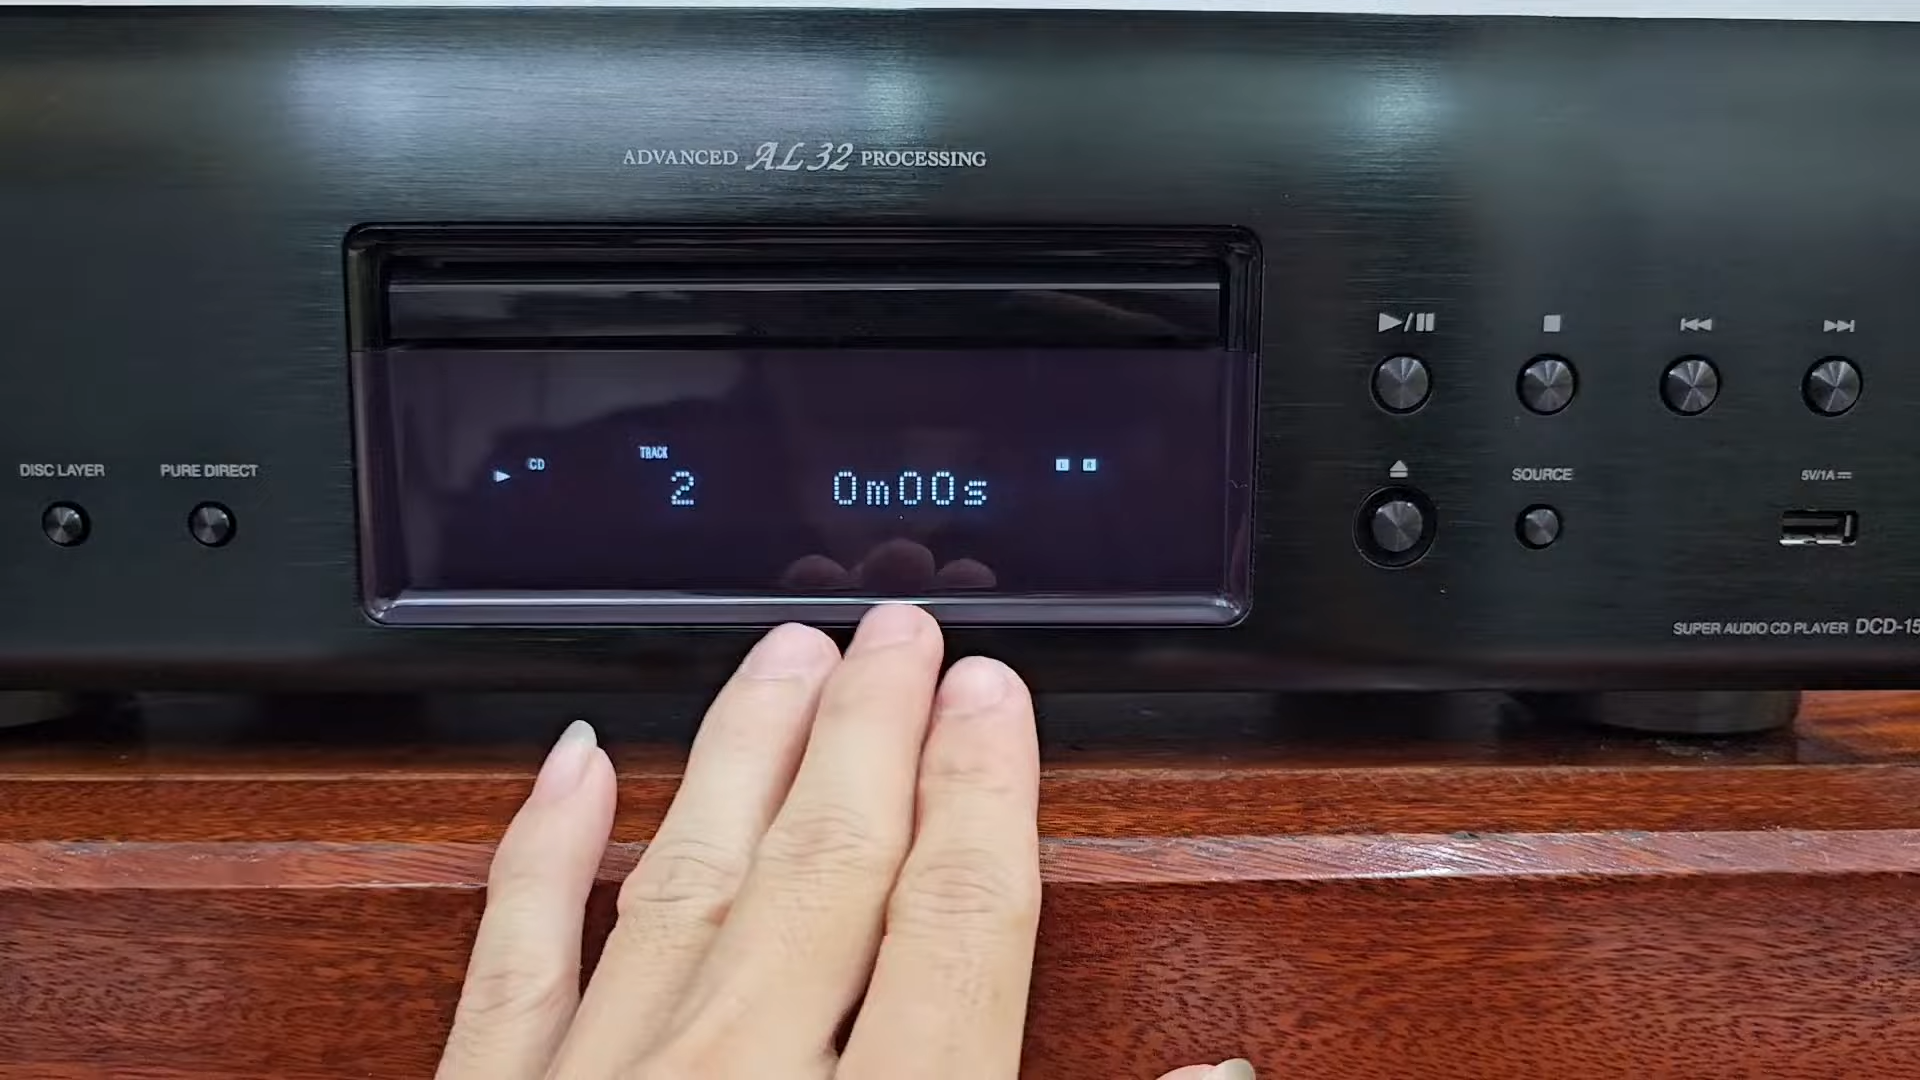 ADVANCED AL32 PROCESSING
DISC LAYER
PURE DIRECT
CD
TRACK
2
0m00s
L R
SOURCE
5V/1A
SUPER AUDIO CD PLAYER DCD-15